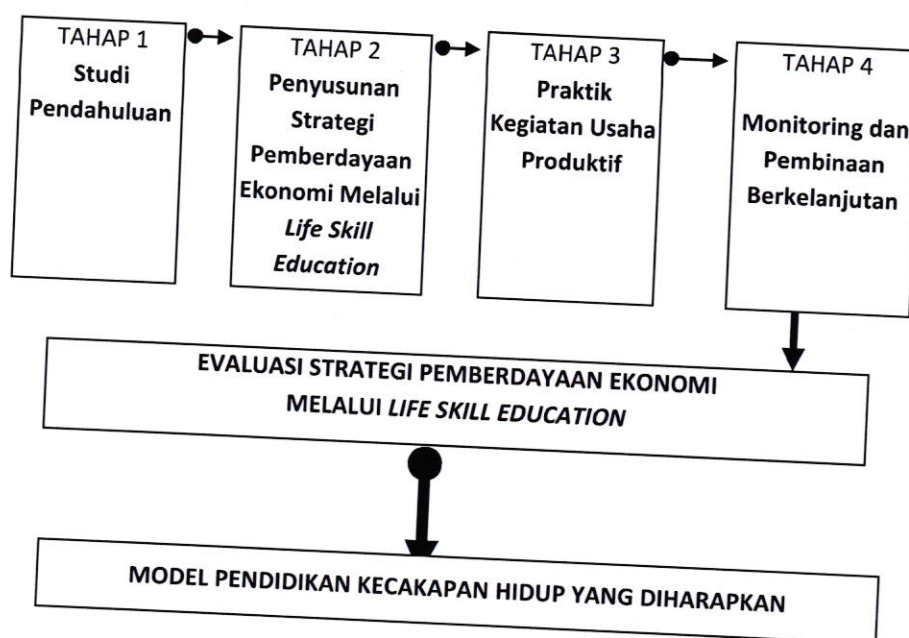 TAHAP 1
Studi
Pendahuluan
TAHAP 2
Penyusunan
Strategi
Pemberdayaan
Ekonomi Melalui
Life Skill
Education
TAHAP 3
Praktik
Kegiatan Usaha
Produktif
TAHAP 4
Monitoring dan
Pembinaan
Berkelanjutan
EVALUASI STRATEGI PEMBERDAYAAN EKONOMI
MELALUI LIFE SKILL EDUCATION
MODEL PENDIDIKAN KECAKAPAN HIDUP YANG DIHARAPKAN